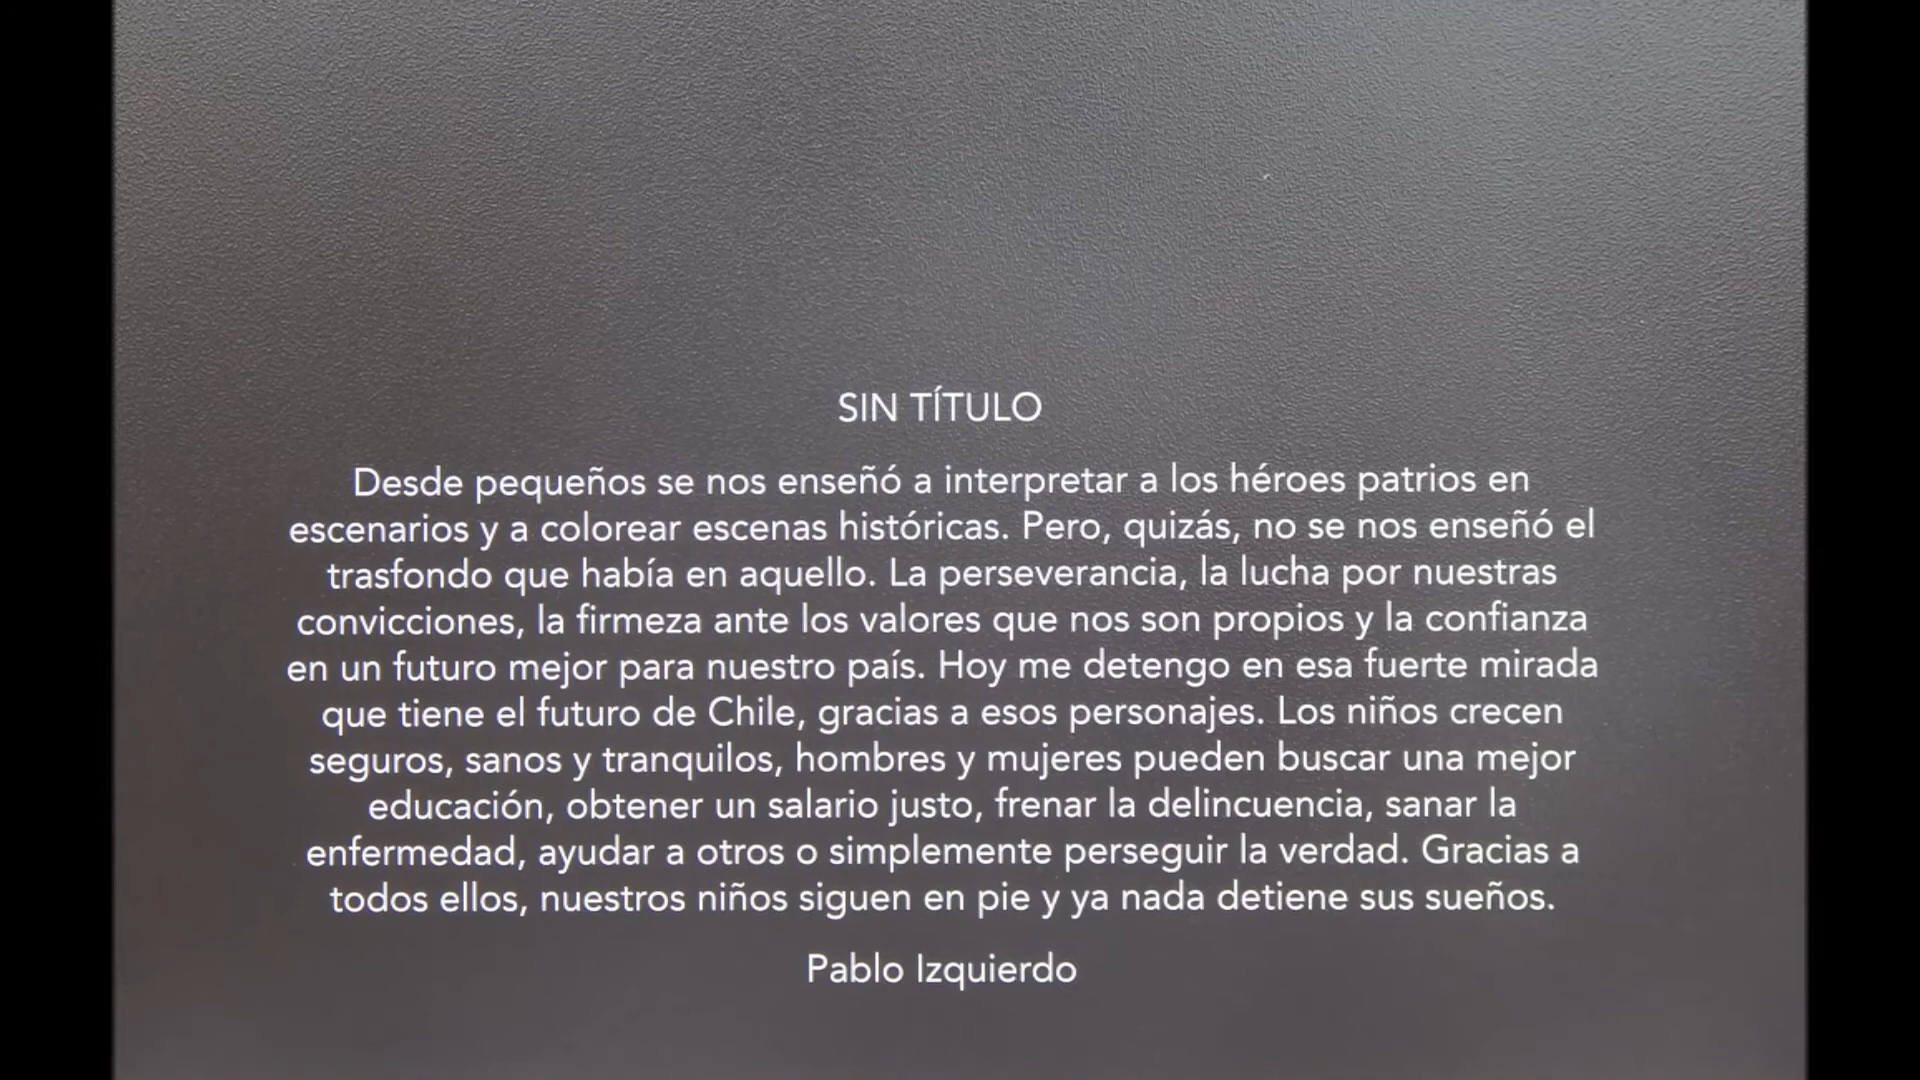 SIN TÍTULO
Desde pequeños se nos enseñó a interpretar a los héroes patrios en
escenarios y a colorear escenas históricas. Pero, quizás, no se nos enseñó el
trasfondo que había en aquello. La perseverancia, la lucha por nuestras
convicciones, la firmeza ante los valores que nos son propios y la confianza
en un futuro mejor para nuestro país. Hoy me detengo en esa fuerte mirada
que tiene el futuro de Chile, gracias a esos personajes. Los niños crecen
seguros, sanos y tranquilos, hombres y mujeres pueden buscar una mejor
educación, obtener un salario justo, frenar la delincuencia, sanar la
enfermedad, ayudar a otros o simplemente perseguir la verdad. Gracias a
todos ellos, nuestros niños siguen en pie y ya nada detiene sus sueños.
Pablo Izquierdo